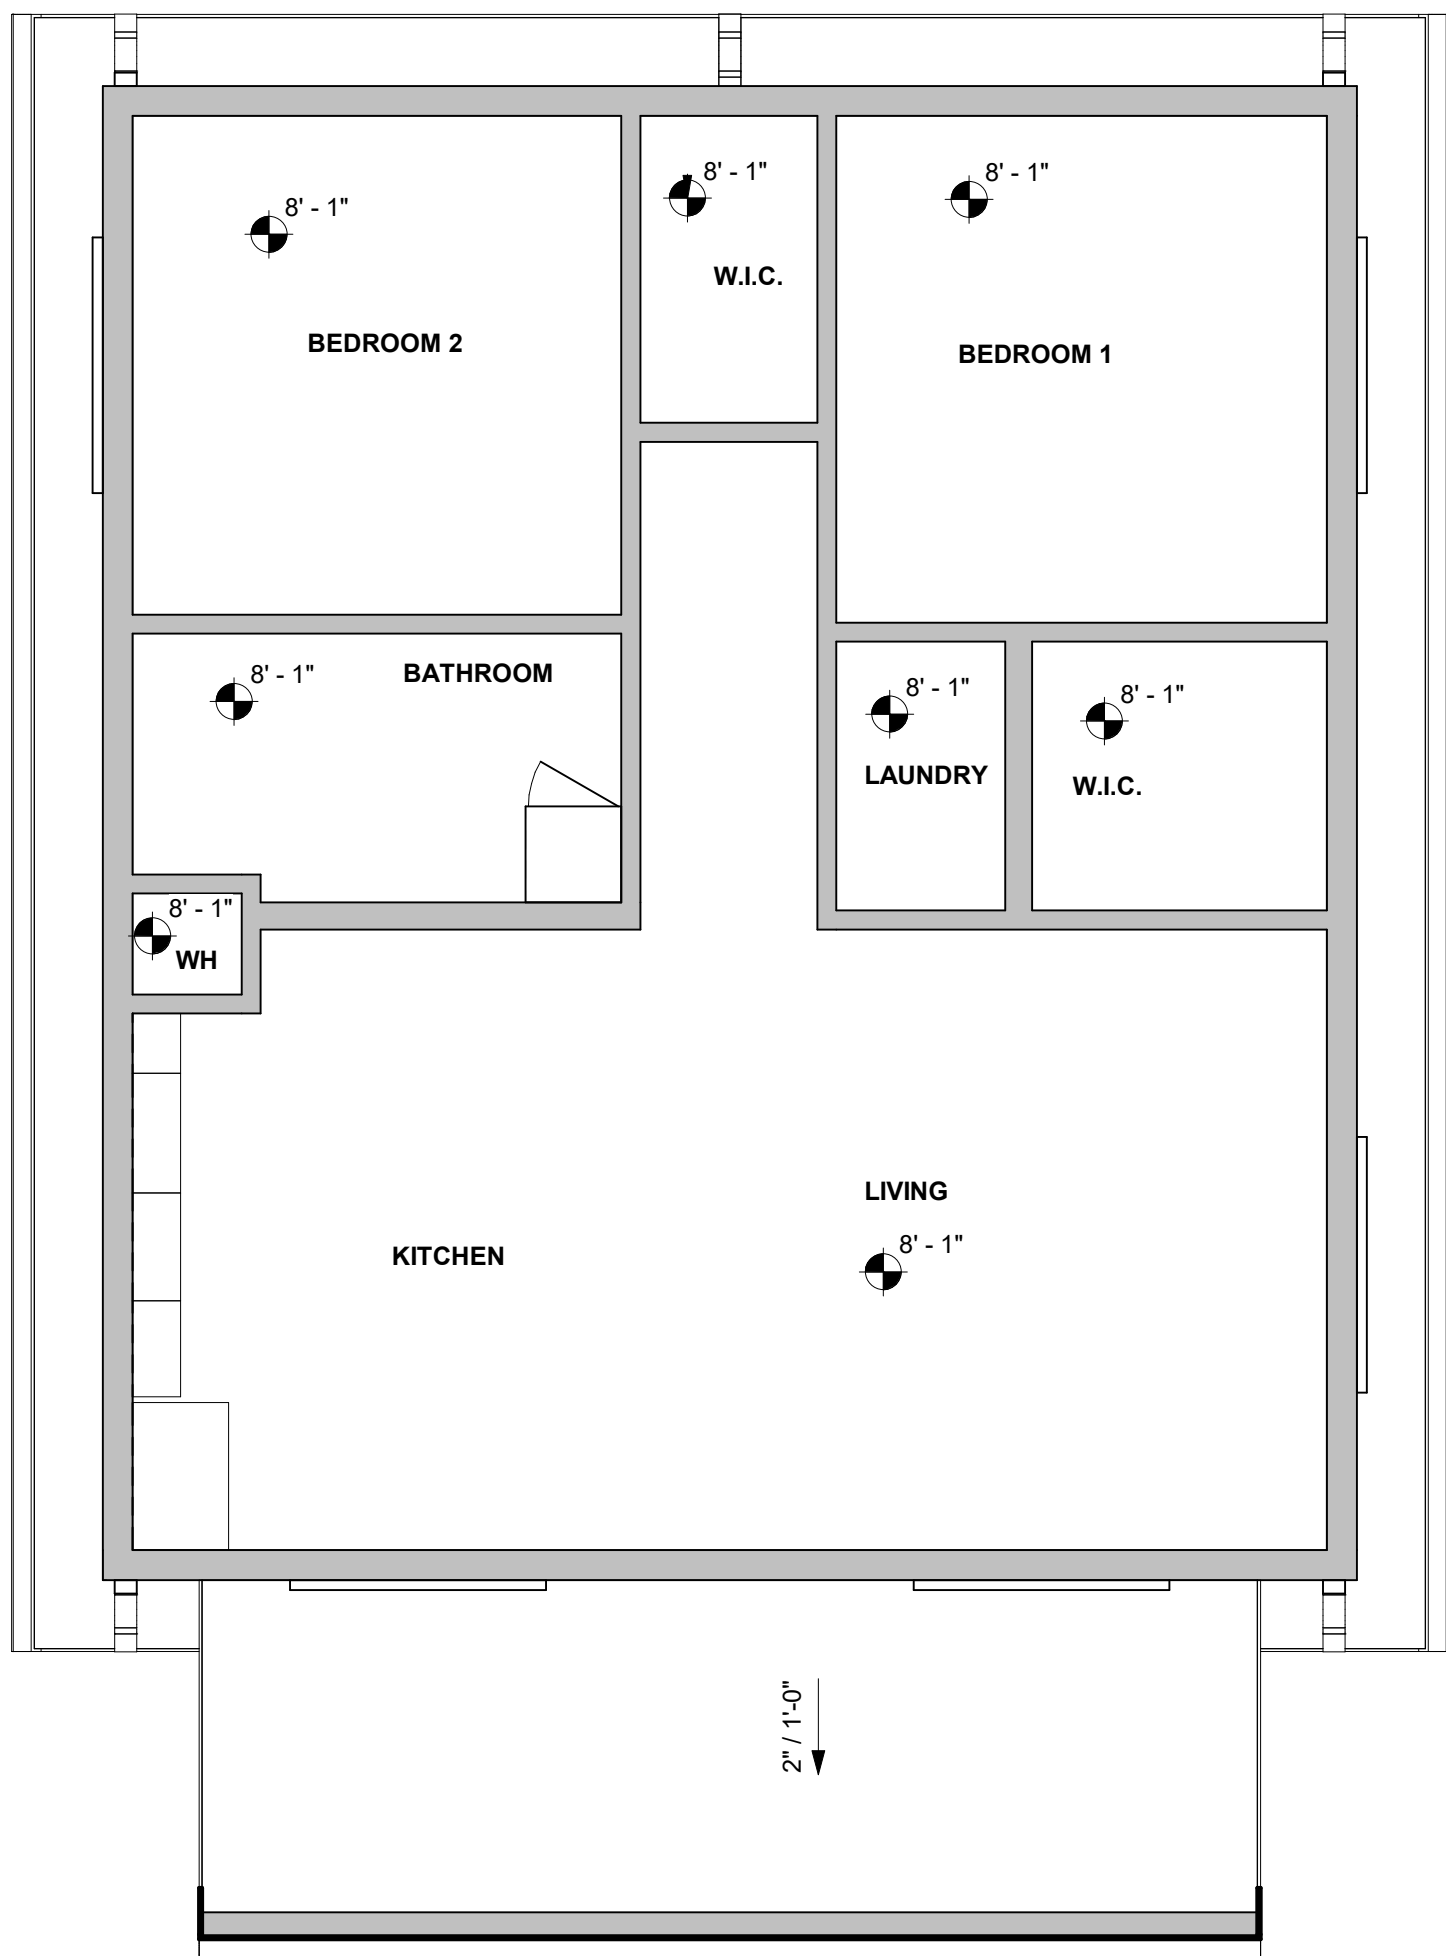 8' - 1"
W.I.C.
8' - 1"
8' - 1"
BEDROOM 2
BEDROOM 1
8' - 1"
BATHROOM
8' - 1"
LAUNDRY
8' - 1"
W.I.C.
8' - 1"
WH
LIVING
8' - 1"
KITCHEN
2" / 1'-0"